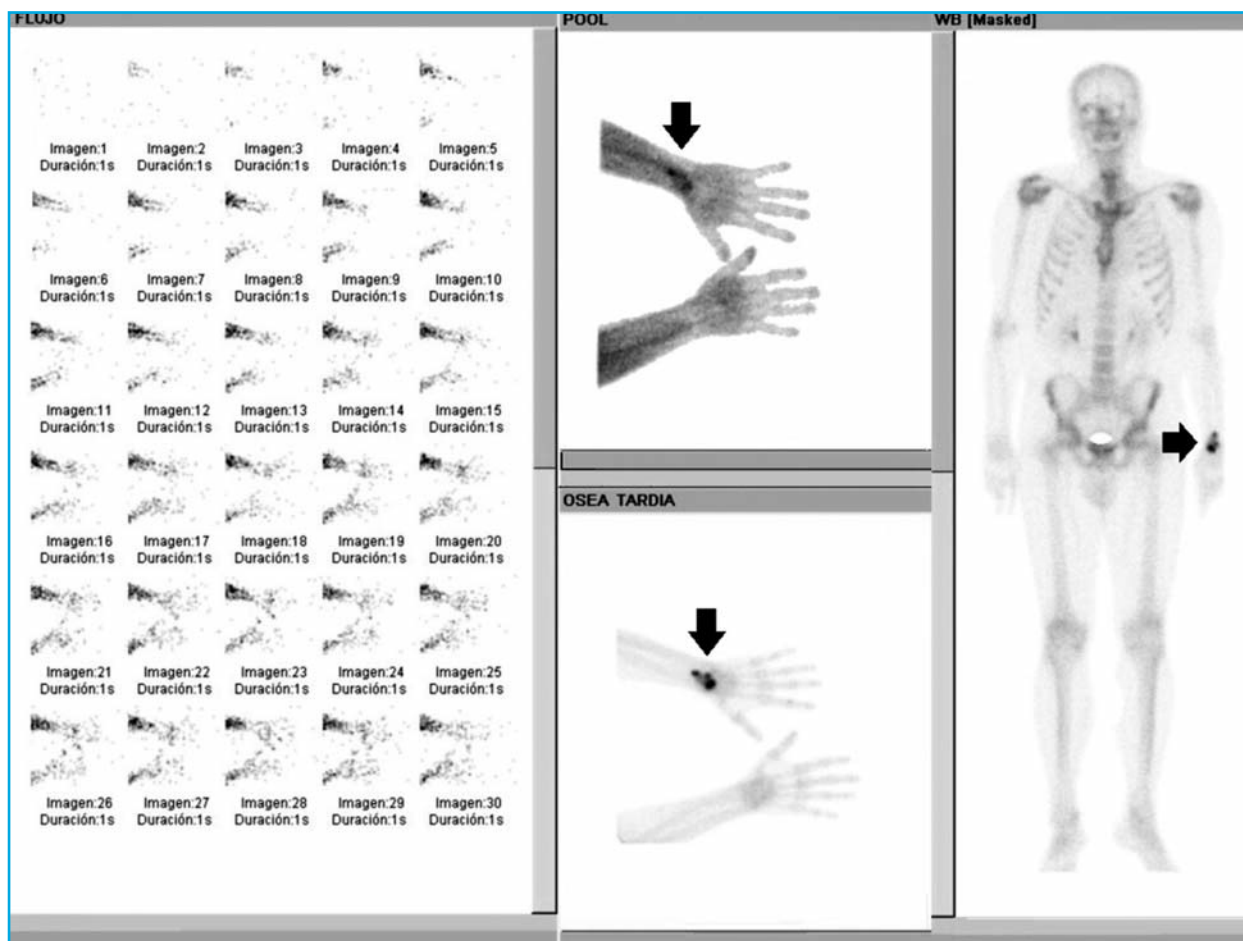 FLUJO
Imagen:1 Imagen:2 Imagen:3 Imagen:4 Imagen:5
Duración:1s Duración:1s Duración:1s Duración:1s Duración:1s
Imagen:6 Imagen:7 Imagen:8 Imagen:9 Imagen:10
Duración:1s Duración:1s Duración:1s Duración:1s Duración:1s
Imagen:11 Imagen:12 Imagen:13 Imagen:14 Imagen:15
Duración:1s Duración:1s Duración:1s Duración:1s Duración:1s
Imagen:16 Imagen:17 Imagen:18 Imagen:19 Imagen:20
Duración:1s Duración:1s Duración:1s Duración:1s Duración:1s
Imagen:21 Imagen:22 Imagen:23 Imagen:24 Imagen:25
Duración:1s Duración:1s Duración:1s Duración:1s Duración:1s
Imagen:26 Imagen:27 Imagen:28 Imagen:29 Imagen:30
Duración:1s Duración:1s Duración:1s Duración:1s Duración:1s
POOL
OSEA TARDIA
WB [Masked]